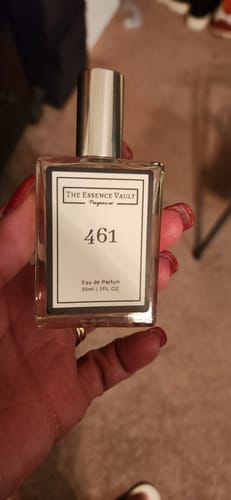 THE ESSENCE VAULT
Fragrances
461
Eau de Parfum
30ml | 1FL.OZ